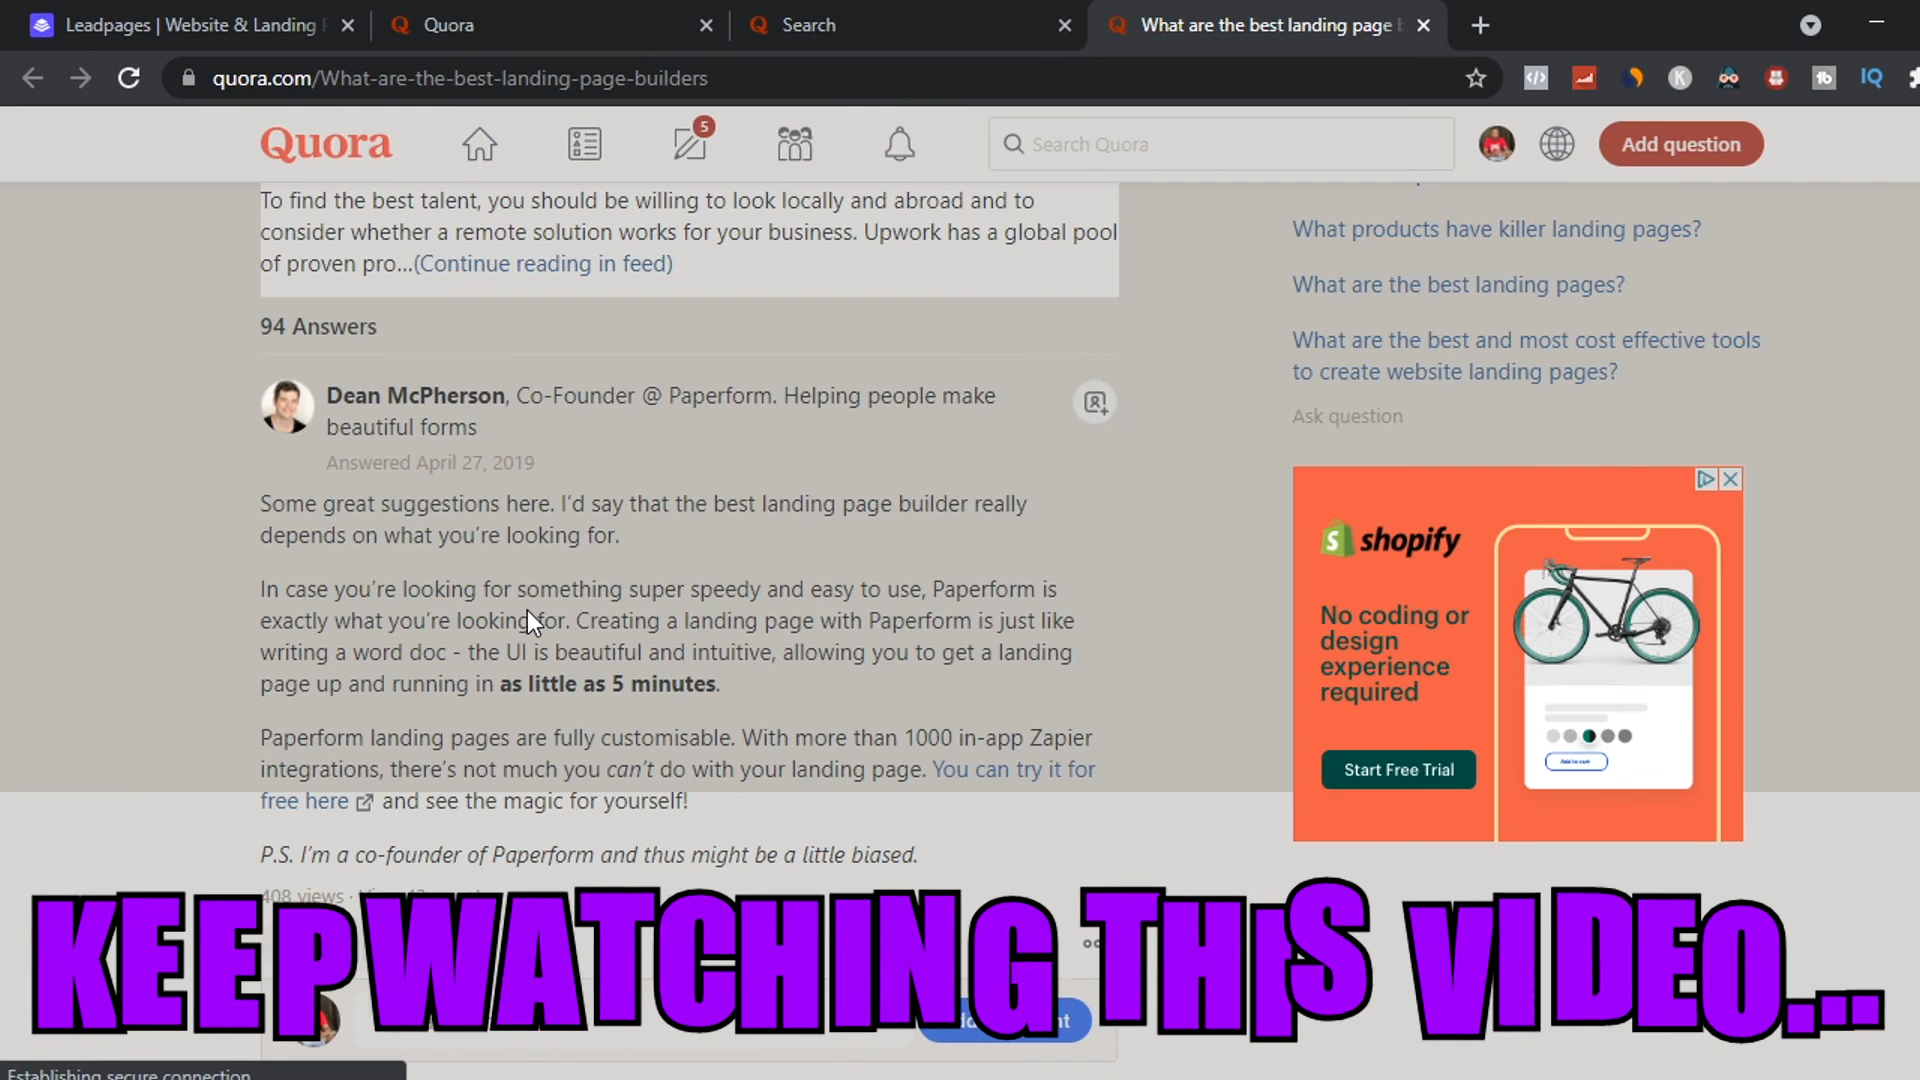 Leadpages | Website & Landing
Quora
Search
What are the best landing page
quora.com/What-are-the-best-landing-page-builders
IQ
Quora
5
Search Quora
Add question
To find the best talent, you should be willing to look locally and abroad and to
consider whether a remote solution works for your business. Upwork has a global pool
of proven pro...(Continue reading in feed)
94 Answers
Dean McPherson, Co-Founder @ Paperform. Helping people make
beautiful forms
Answered April 27, 2019
Some great suggestions here. I'd say that the best landing page builder really
depends on what you're looking for.
In case you're looking for something super speedy and easy to use, Paperform is
exactly what you're looking for. Creating a landing page with Paperform is just like
writing a word doc - the UI is beautiful and intuitive, allowing you to get a landing
page up and running in as little as 5 minutes.
Paperform landing pages are fully customisable. With more than 1000 in-app Zapier
integrations, there's not much you can't do with your landing page. You can try it for
free here and see the magic for yourself!
P.S. I'm a co-founder of Paperform and thus might be a little biased.
408 views
What products have killer landing pages?
What are the best landing pages?
What are the best and most cost effective tools
to create website landing pages?
Ask question
shopify
No coding or
design
experience
required
Start Free Trial
Add to cart
KEEP WATCHING THIS VIDEO...
Establishing secure connection